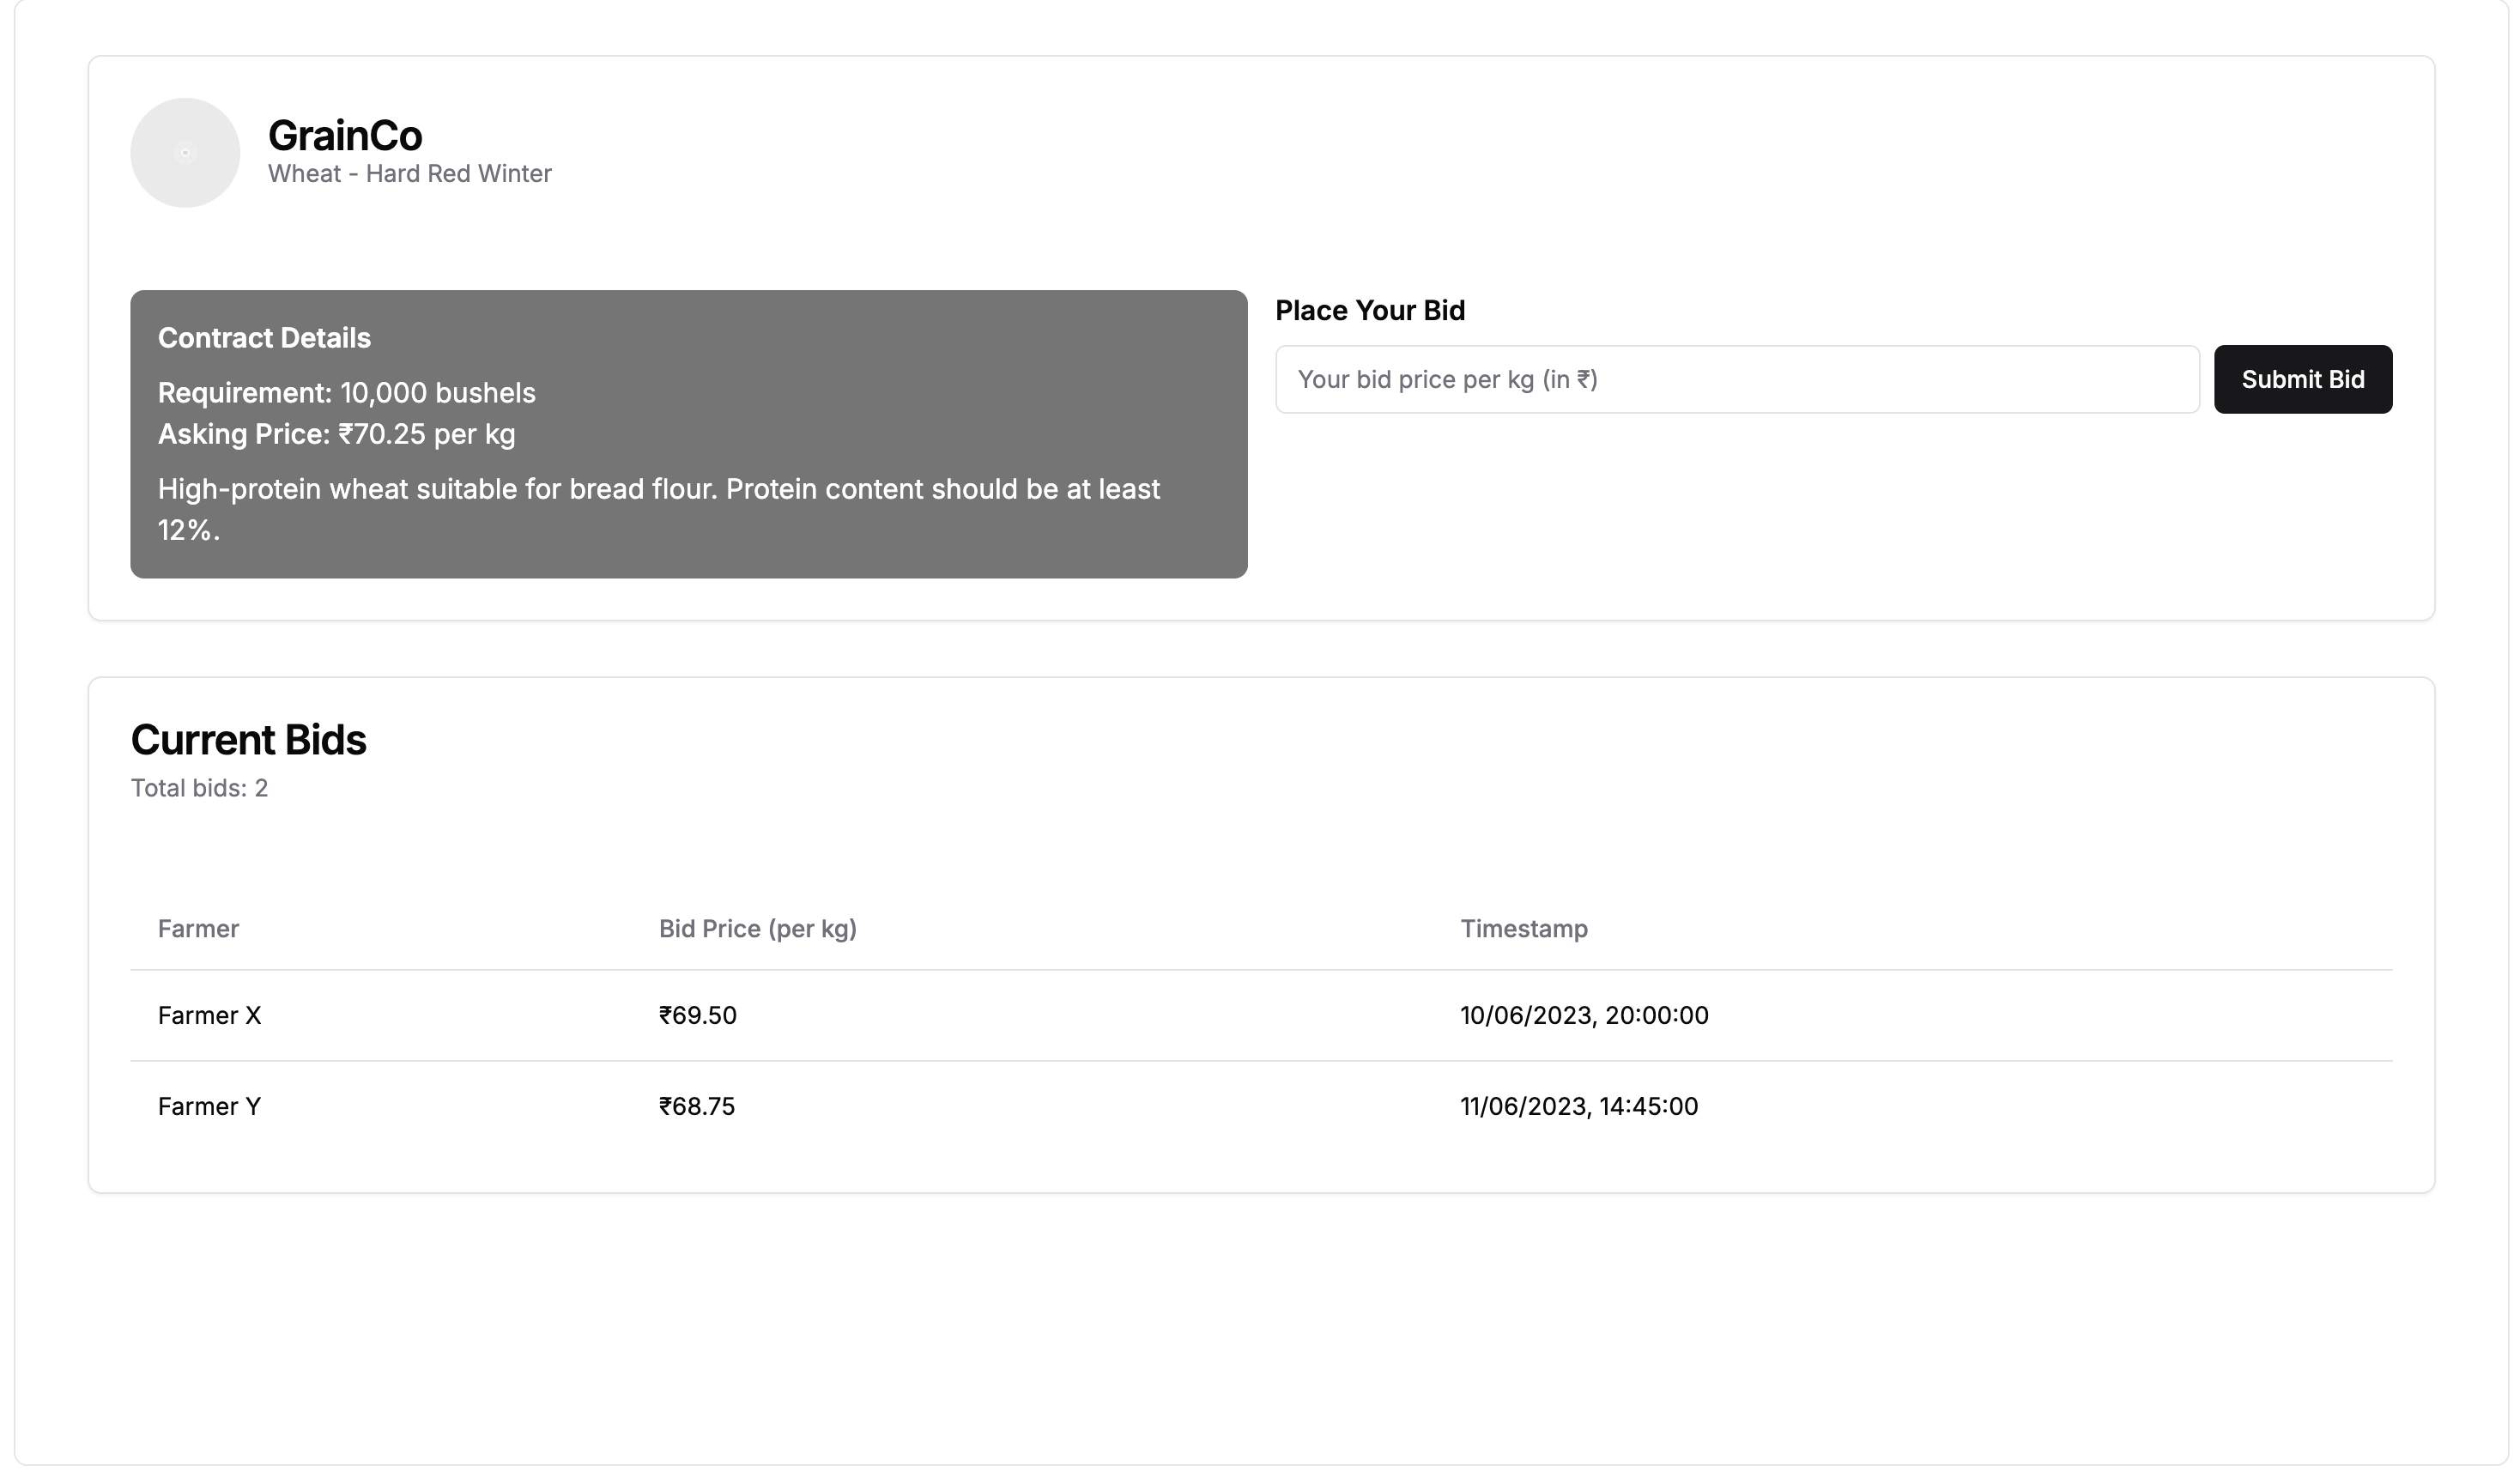 GrainCo
Wheat - Hard Red Winter
Contract Details
Requirement: 10,000 bushels
Asking Price: ₹70.25 per kg
High-protein wheat suitable for bread flour. Protein content should be at least
12%.
Place Your Bid
Your bid price per kg (in ₹)
Submit Bid
Current Bids
Total bids: 2
Farmer Bid Price (per kg) Timestamp
Farmer X ₹69.50 10/06/2023, 20:00:00
Farmer Y ₹68.75 11/06/2023, 14:45:00